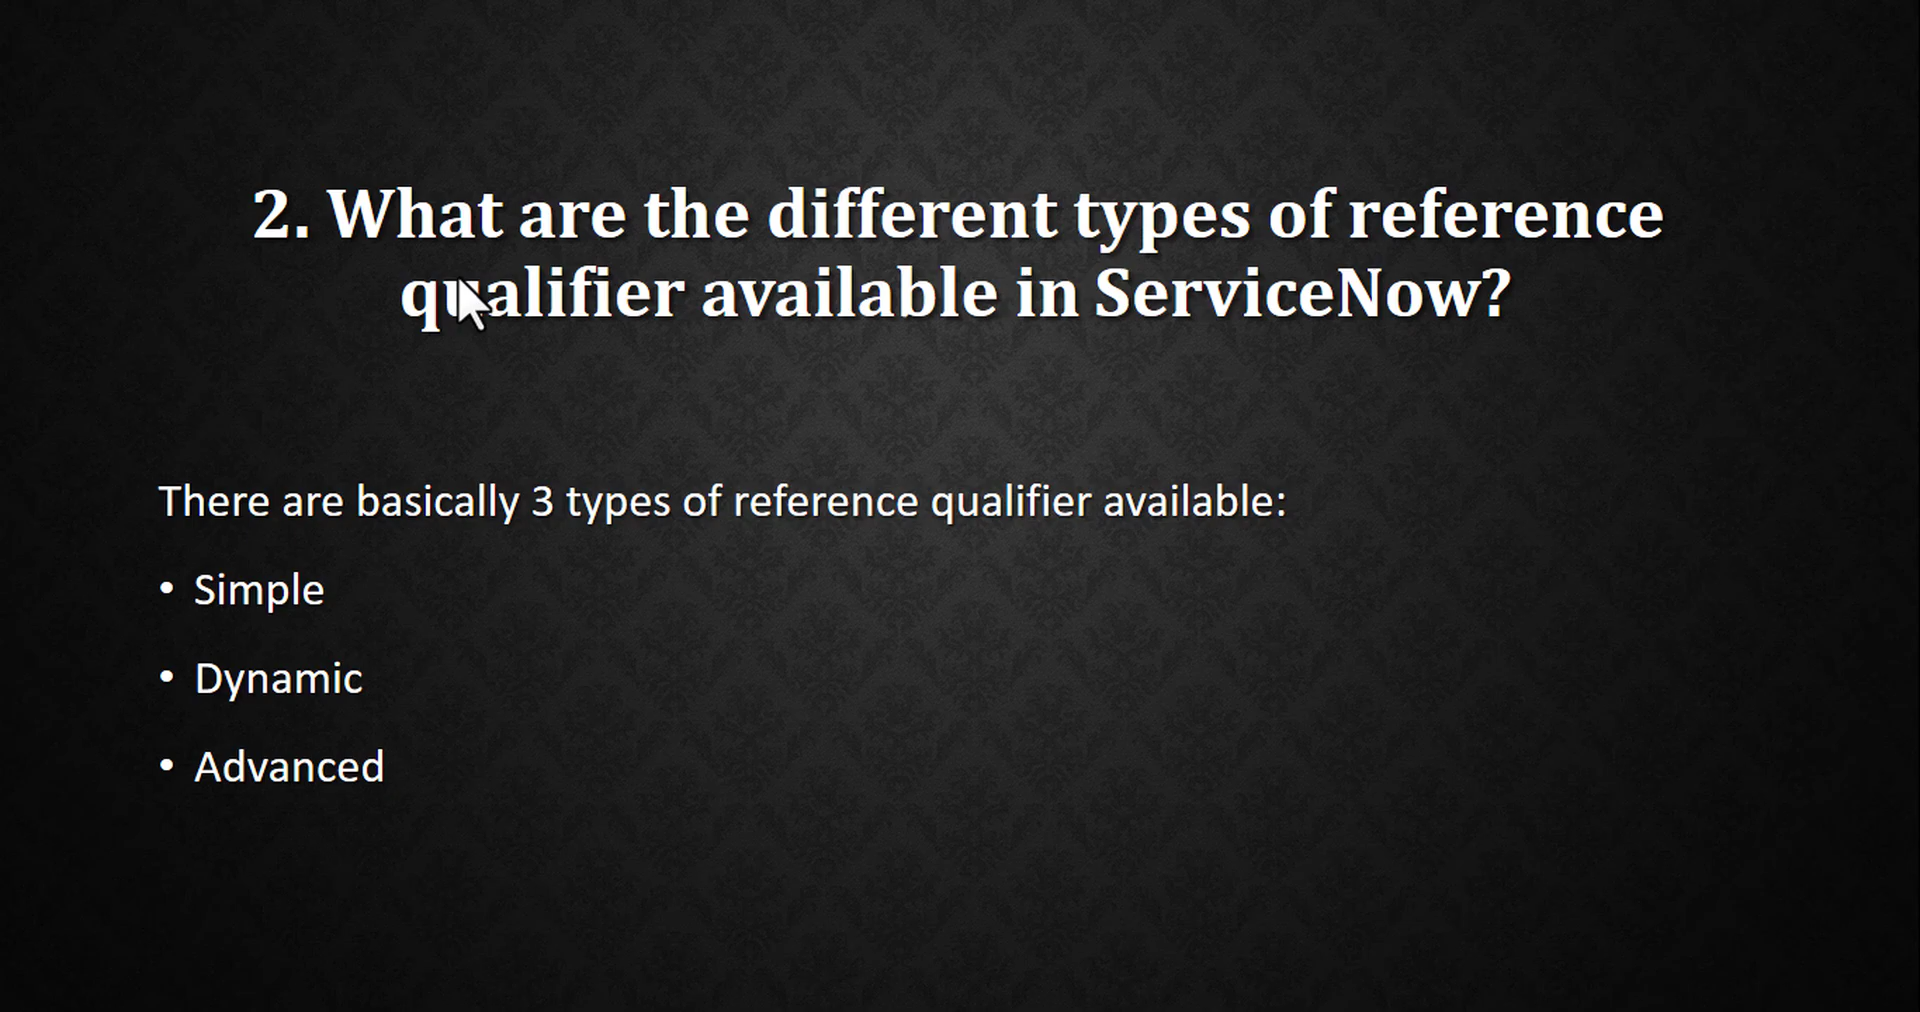 2. What are the different types of reference
qualifier available in ServiceNow?
There are basically 3 types of reference qualifier available:
• Simple
• Dynamic
• Advanced